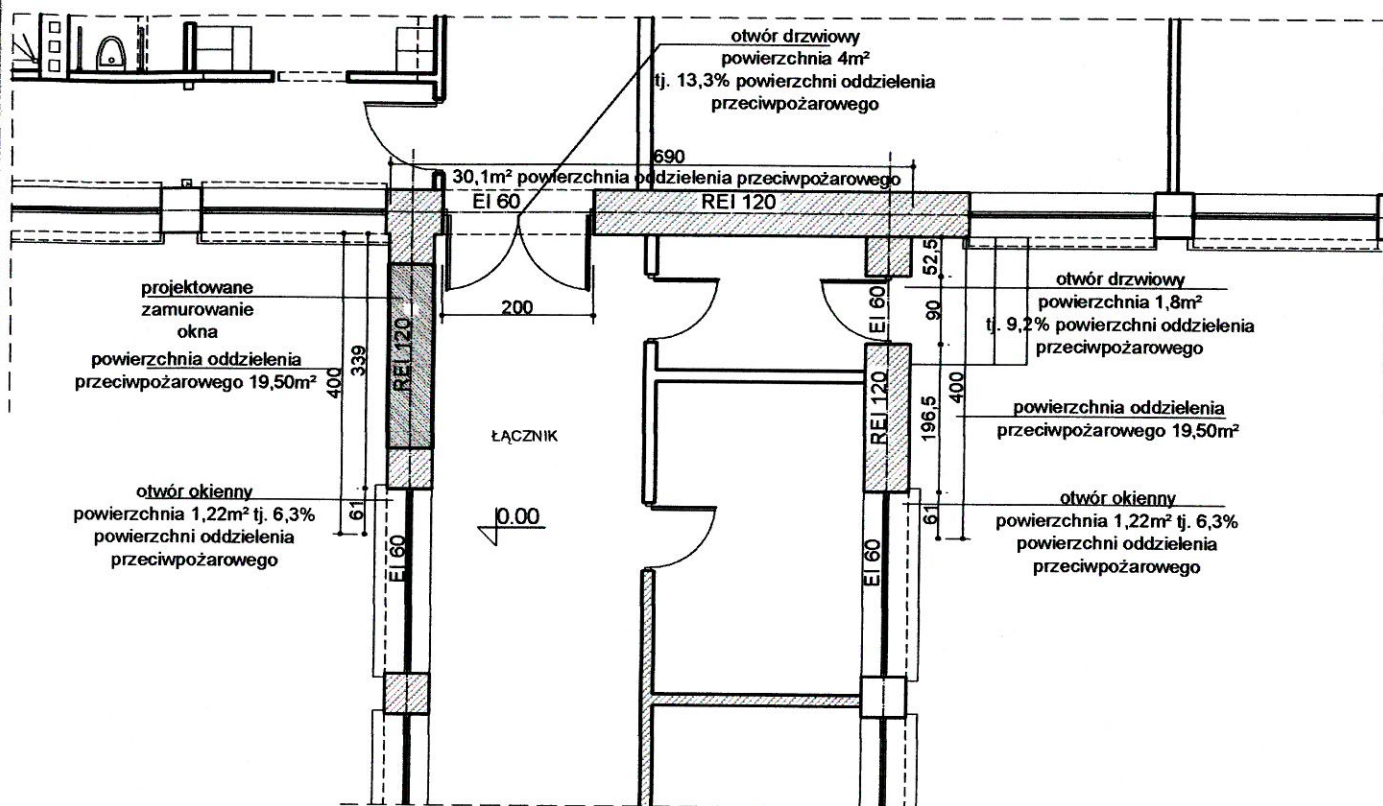 otwór drzwiowy
powierzchnia 4m²
tj. 13,3% powierzchni oddzielenia
przeciwpożarowego
690
30,1m² powierzchnia oddzielenia przeciwpożarowego
EI 60
REI 120
200
projektowane
zamurowanie
okna
powierzchnia oddzielenia
przeciwpożarowego 19,50m²
REI 120
400
339
61
otwór okienny
powierzchnia 1,22m² tj. 6,3%
powierzchni oddzielenia
przeciwpożarowego
EI 60
ŁĄCZNIK
0.00
52,5
90
196,5
400
61
EI 60
REI 120
EI 60
otwór drzwiowy
powierzchnia 1,8m²
tj. 9,2% powierzchni oddzielenia
przeciwpożarowego
powierzchnia oddzielenia
przeciwpożarowego 19,50m²
otwór okienny
powierzchnia 1,22m² tj. 6,3%
powierzchni oddzielenia
przeciwpożarowego